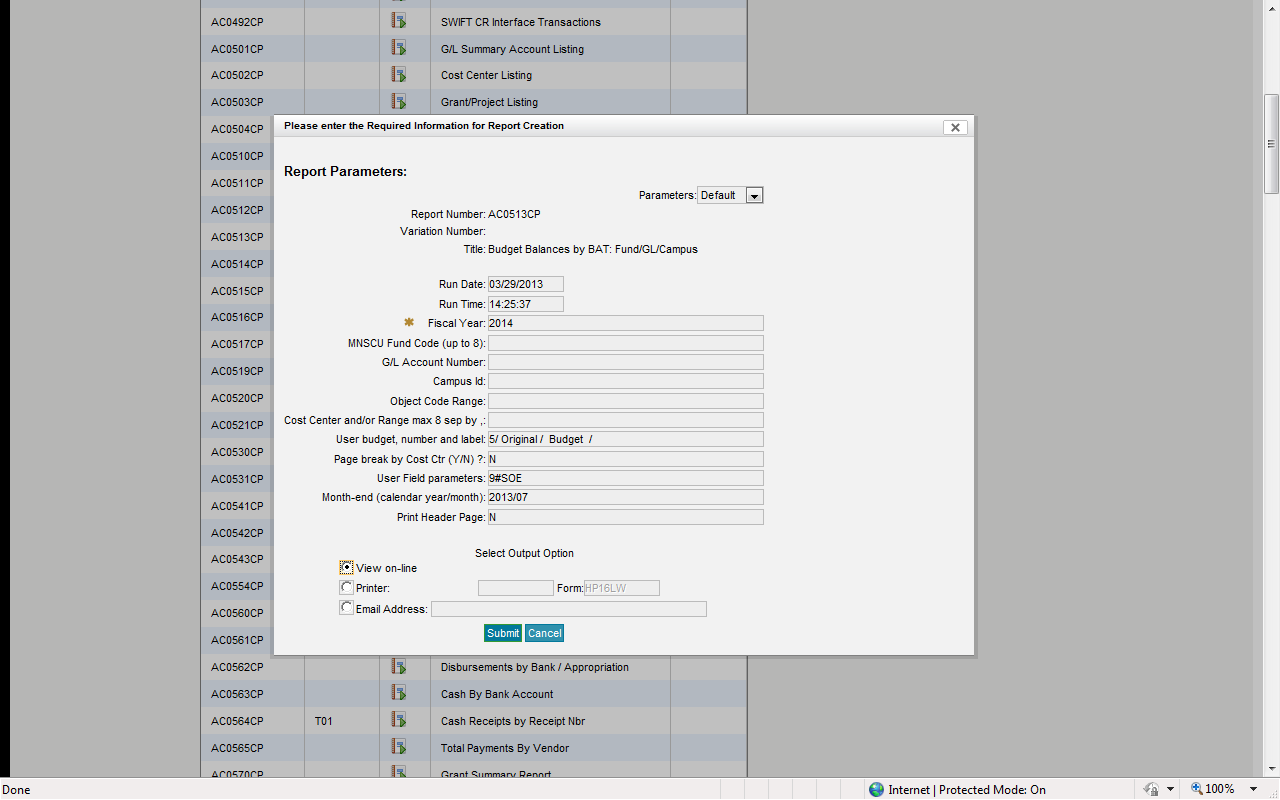 AC0492CP SWIFT CR Interface Transactions
AC0501CP G/L Summary Account Listing
AC0502CP Cost Center Listing
AC0503CP Grant/Project Listing
AC0504CP
AC0510CP
AC0511CP
AC0512CP
AC0513CP
AC0514CP
AC0515CP
AC0516CP
AC0517CP
AC0519CP
AC0520CP
AC0521CP
AC0530CP
AC0531CP
AC0541CP
AC0542CP
AC0543CP
AC0554CP
AC0560CP
AC0561CP
Please enter the Required Information for Report Creation
Report Parameters:
Parameters: Default
Report Number: AC0513CP
Variation Number:
Title: Budget Balances by BAT: Fund/GL/Campus
Run Date: 03/29/2013
Run Time: 14:25:37
Fiscal Year: 2014
MNSCU Fund Code (up to 8):
G/L Account Number:
Campus Id:
Object Code Range:
Cost Center and/or Range max 8 sep by ,:
User budget, number and label: 5/ Original / Budget /
Page break by Cost Ctr (Y/N) ?: N
User Field parameters: 9#SOE
Month-end (calendar year/month): 2013/07
Print Header Page: N
Select Output Option
View on-line
Printer: Form: HP16LW
Email Address:
Submit Cancel
AC0562CP Disbursements by Bank / Appropriation
AC0563CP Cash By Bank Account
AC0564CP T01 Cash Receipts by Receipt Nbr
AC0565CP Total Payments By Vendor
AC0570CP Grant Summary Report
Done Internet | Protected Mode: On 100%